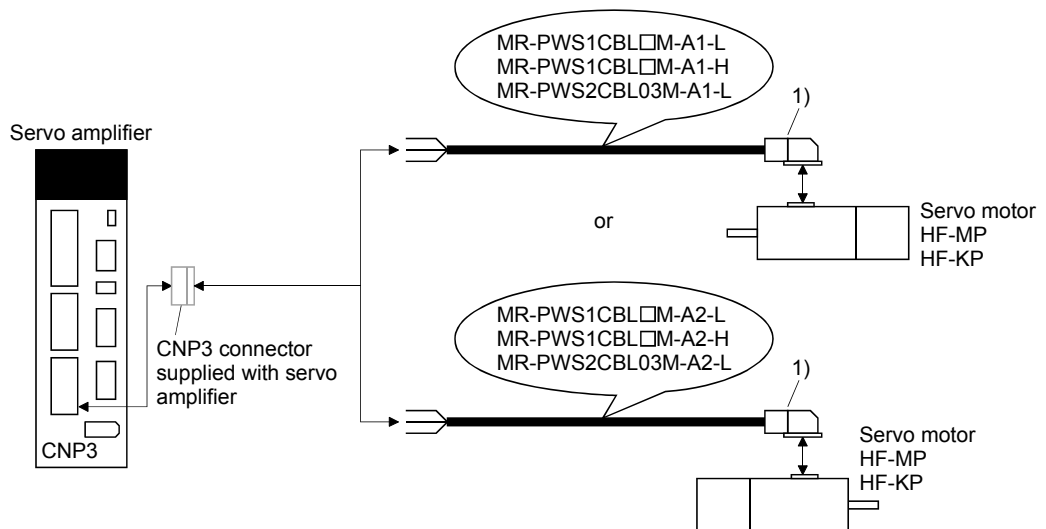 MR-PWS1CBL□M-A1-L
MR-PWS1CBL□M-A1-H
MR-PWS2CBL03M-A1-L
1)
Servo amplifier
or
Servo motor
HF-MP
HF-KP
CNP3 connector
supplied with servo
amplifier
MR-PWS1CBL□M-A2-L
MR-PWS1CBL□M-A2-H
MR-PWS2CBL03M-A2-L
1)
CNP3
Servo motor
HF-MP
HF-KP